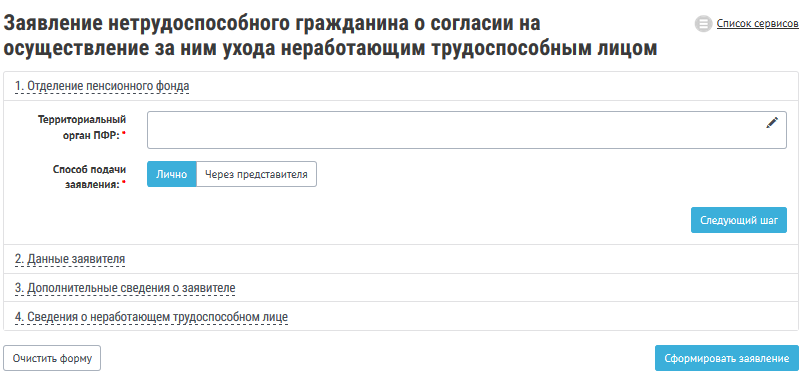 Заявление нетрудоспособного гражданина о согласии на
осуществление за ним ухода неработающим трудоспособным лицом
Список сервисов
1. Отделение пенсионного фонда
Территориальный
орган ПФР: *
Способ подачи
заявления: *
Лично
Через представителя
Следующий шаг
2. Данные заявителя
3. Дополнительные сведения о заявителе
4. Сведения о неработающем трудоспособном лице
Очистить форму
Сформировать заявление